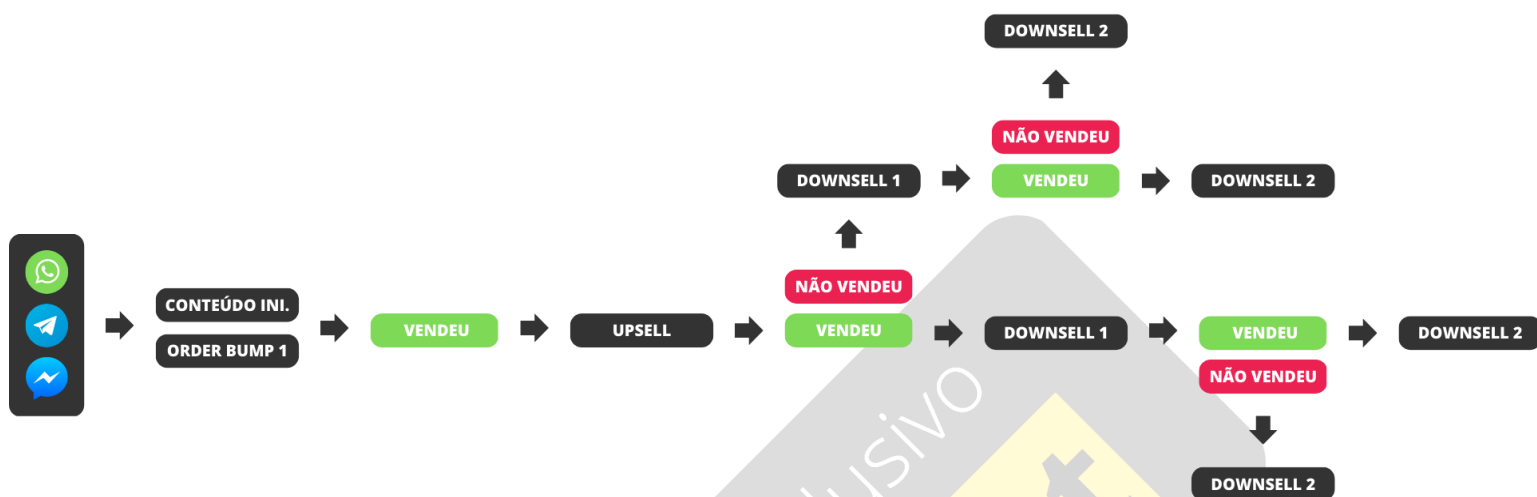 DOWNSELL 2
NÃO VENDEU
DOWNSELL 1
VENDEU
DOWNSELL 2
NÃO VENDEU
CONTEÚDO INI.
ORDER BUMP 1
VENDEU
UPSELL
VENDEU
DOWNSELL 1
VENDEU
DOWNSELL 2
NÃO VENDEU
DOWNSELL 2